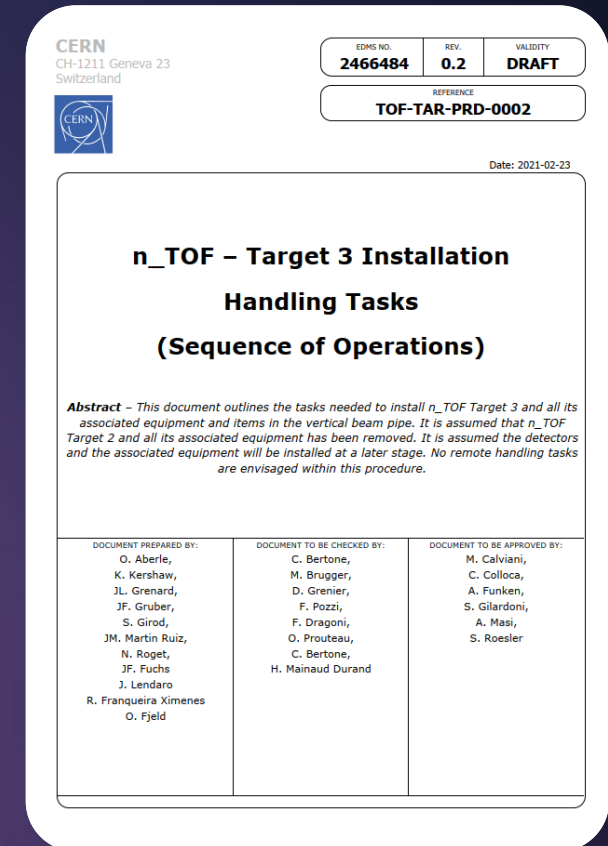 CERN
CH-1211 Geneva 23
Switzerland
CERN
EDMS NO.
2466484
REV.
0.2
VALIDITY
DRAFT
REFERENCE
TOF-TAR-PRD-0002
Date: 2021-02-23
n_TOF – Target 3 Installation
Handling Tasks
(Sequence of Operations)
Abstract – This document outlines the tasks needed to install n_TOF Target 3 and all its
associated equipment and items in the vertical beam pipe. It is assumed that n_TOF
Target 2 and all its associated equipment has been removed. It is assumed the detectors
and the associated equipment will be installed at a later stage. No remote handling tasks
are envisaged within this procedure.
DOCUMENT PREPARED BY:
O. Aberle,
K. Kershaw,
JL. Grenard,
JF. Gruber,
S. Girod,
JM. Martin Ruiz,
N. Roget,
JF. Fuchs
J. Lendaro
R. Franqueira Ximenes
O. Fjeld
DOCUMENT TO BE CHECKED BY:
C. Bertone,
M. Brugger,
D. Grenier,
F. Pozzi,
F. Dragoni,
O. Prouteau,
C. Bertone,
H. Mainaud Durand
DOCUMENT TO BE APPROVED BY:
M. Calviani,
C. Colloca,
A. Funken,
S. Gilardoni,
A. Masi,
S. Roesler